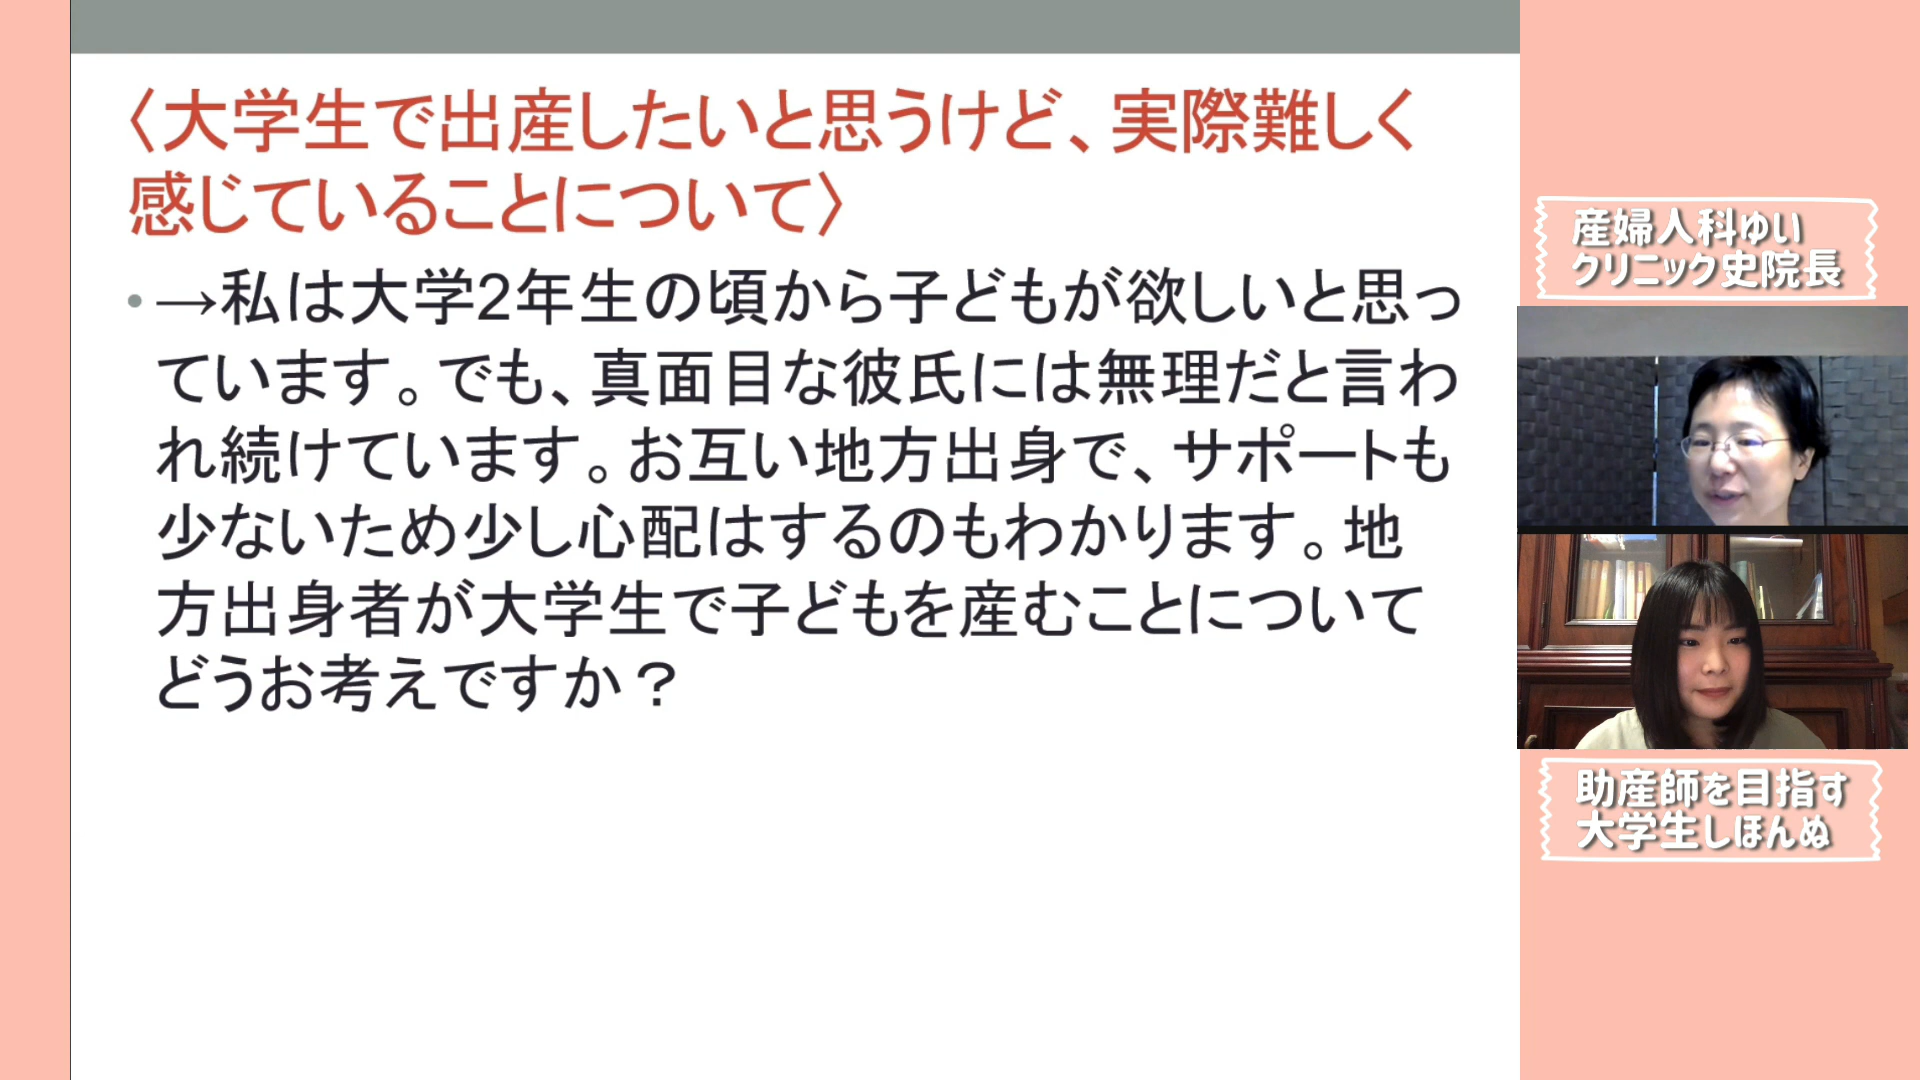 〈大学生で出産したいと思うけど、実際難しく
感じていることについて〉
•→私は大学2年生の頃から子どもが欲しいと思っ
ています。でも、真面目な彼氏には無理だと言わ
れ続けています。お互い地方出身で、サポートも
少ないため少し心配はするのもわかります。地
方出身者が大学生で子どもを産むことについて
どうお考えですか？
産婦人科ゆい
クリニック史院長
助産師を目指す
大学生しほんぬ